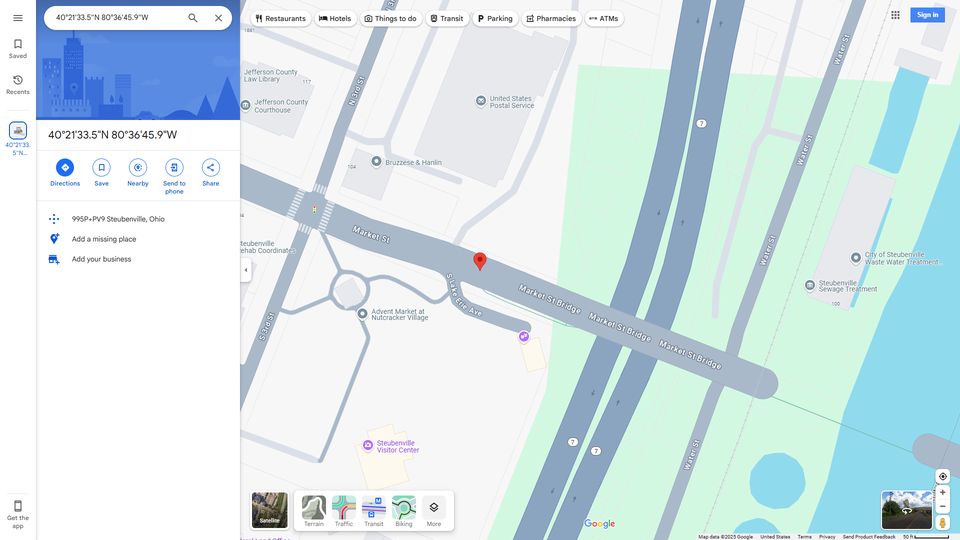 40°21'33.5"N 80°36'45.9"W
Restaurants
Hotels
Things to do
Transit
Parking
Pharmacies
ATMs
Sign in
Saved
Recents
40°21'33.
5"N...
Get the
app
40°21'33.5"N 80°36'45.9"W
Directions
Save
Nearby
Send to
phone
Share
995P+PV9 Steubenville, Ohio
Add a missing place
Add your business
1881
N 3rd St
Jefferson County
Law Library
117
Jefferson County
Courthouse
United States
Postal Service
104
Bruzzese & Hanlin
7
Water St
Water St
Market St
Steubenville
Rehab Coordinates
S Lake Erie Ave
Market St Bridge
Market St Bridge
Market St Bridge
Water St
City of Steubenville
Waste Water Treatment...
Steubenville
Sewage Treatment
100
Advent Market at
Nutcracker Village
S 3rd St
Steubenville
Visitor Center
7
7
Water St
Satellite
Terrain
Traffic
Transit
Biking
More
Google
Map data ©2025 Google
United States
Terms
Privacy
Send Product Feedback
50 ft